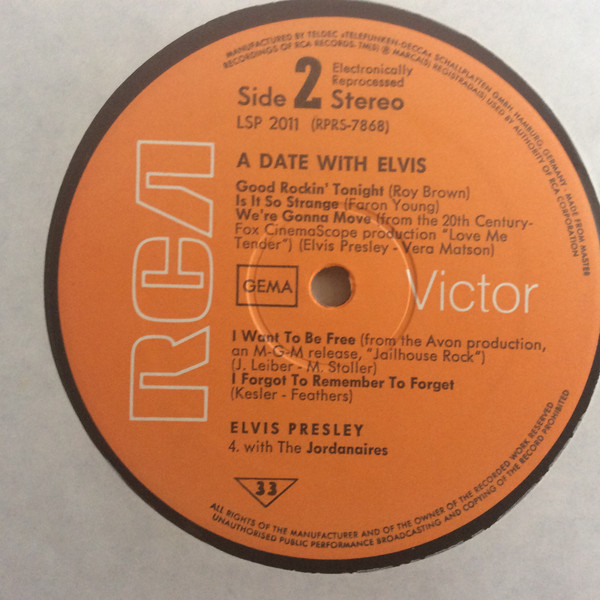 MANUFACTURED BY TELDEC »TELEFUNKEN-DECCA« SCHALLPLATTEN GMBH, HAMBURG, GERMANY - MADE FROM MASTER
RECORDINGS OF RCA RECORDS. TM(S) ® MARCA(S) REGISTRADA(S) USED BY AUTHORITY OF RCA CORPORATION
Side 2 Electronically
Reprocessed
Stereo
LSP 2011 (RPRS-7868)
A DATE WITH ELVIS
Good Rockin' Tonight (Roy Brown)
Is It So Strange (Faron Young)
We're Gonna Move (from the 20th Century-
Fox CinemaScope production "Love Me
Tender") (Elvis Presley - Vera Matson)
RCA
GEMA
Victor
I Want To Be Free (from the Avon production,
an M-G-M release, "Jailhouse Rock")
(J. Leiber - M. Stoller)
I Forgot To Remember To Forget
(Kesler - Feathers)
ELVIS PRESLEY
4. with The Jordanaires
33
ALL RIGHTS OF THE MANUFACTURER AND OF THE OWNER OF THE RECORDED WORK RESERVED
UNAUTHORISED PUBLIC PERFORMANCE BROADCASTING AND COPYING OF THE RECORD PROHIBITED